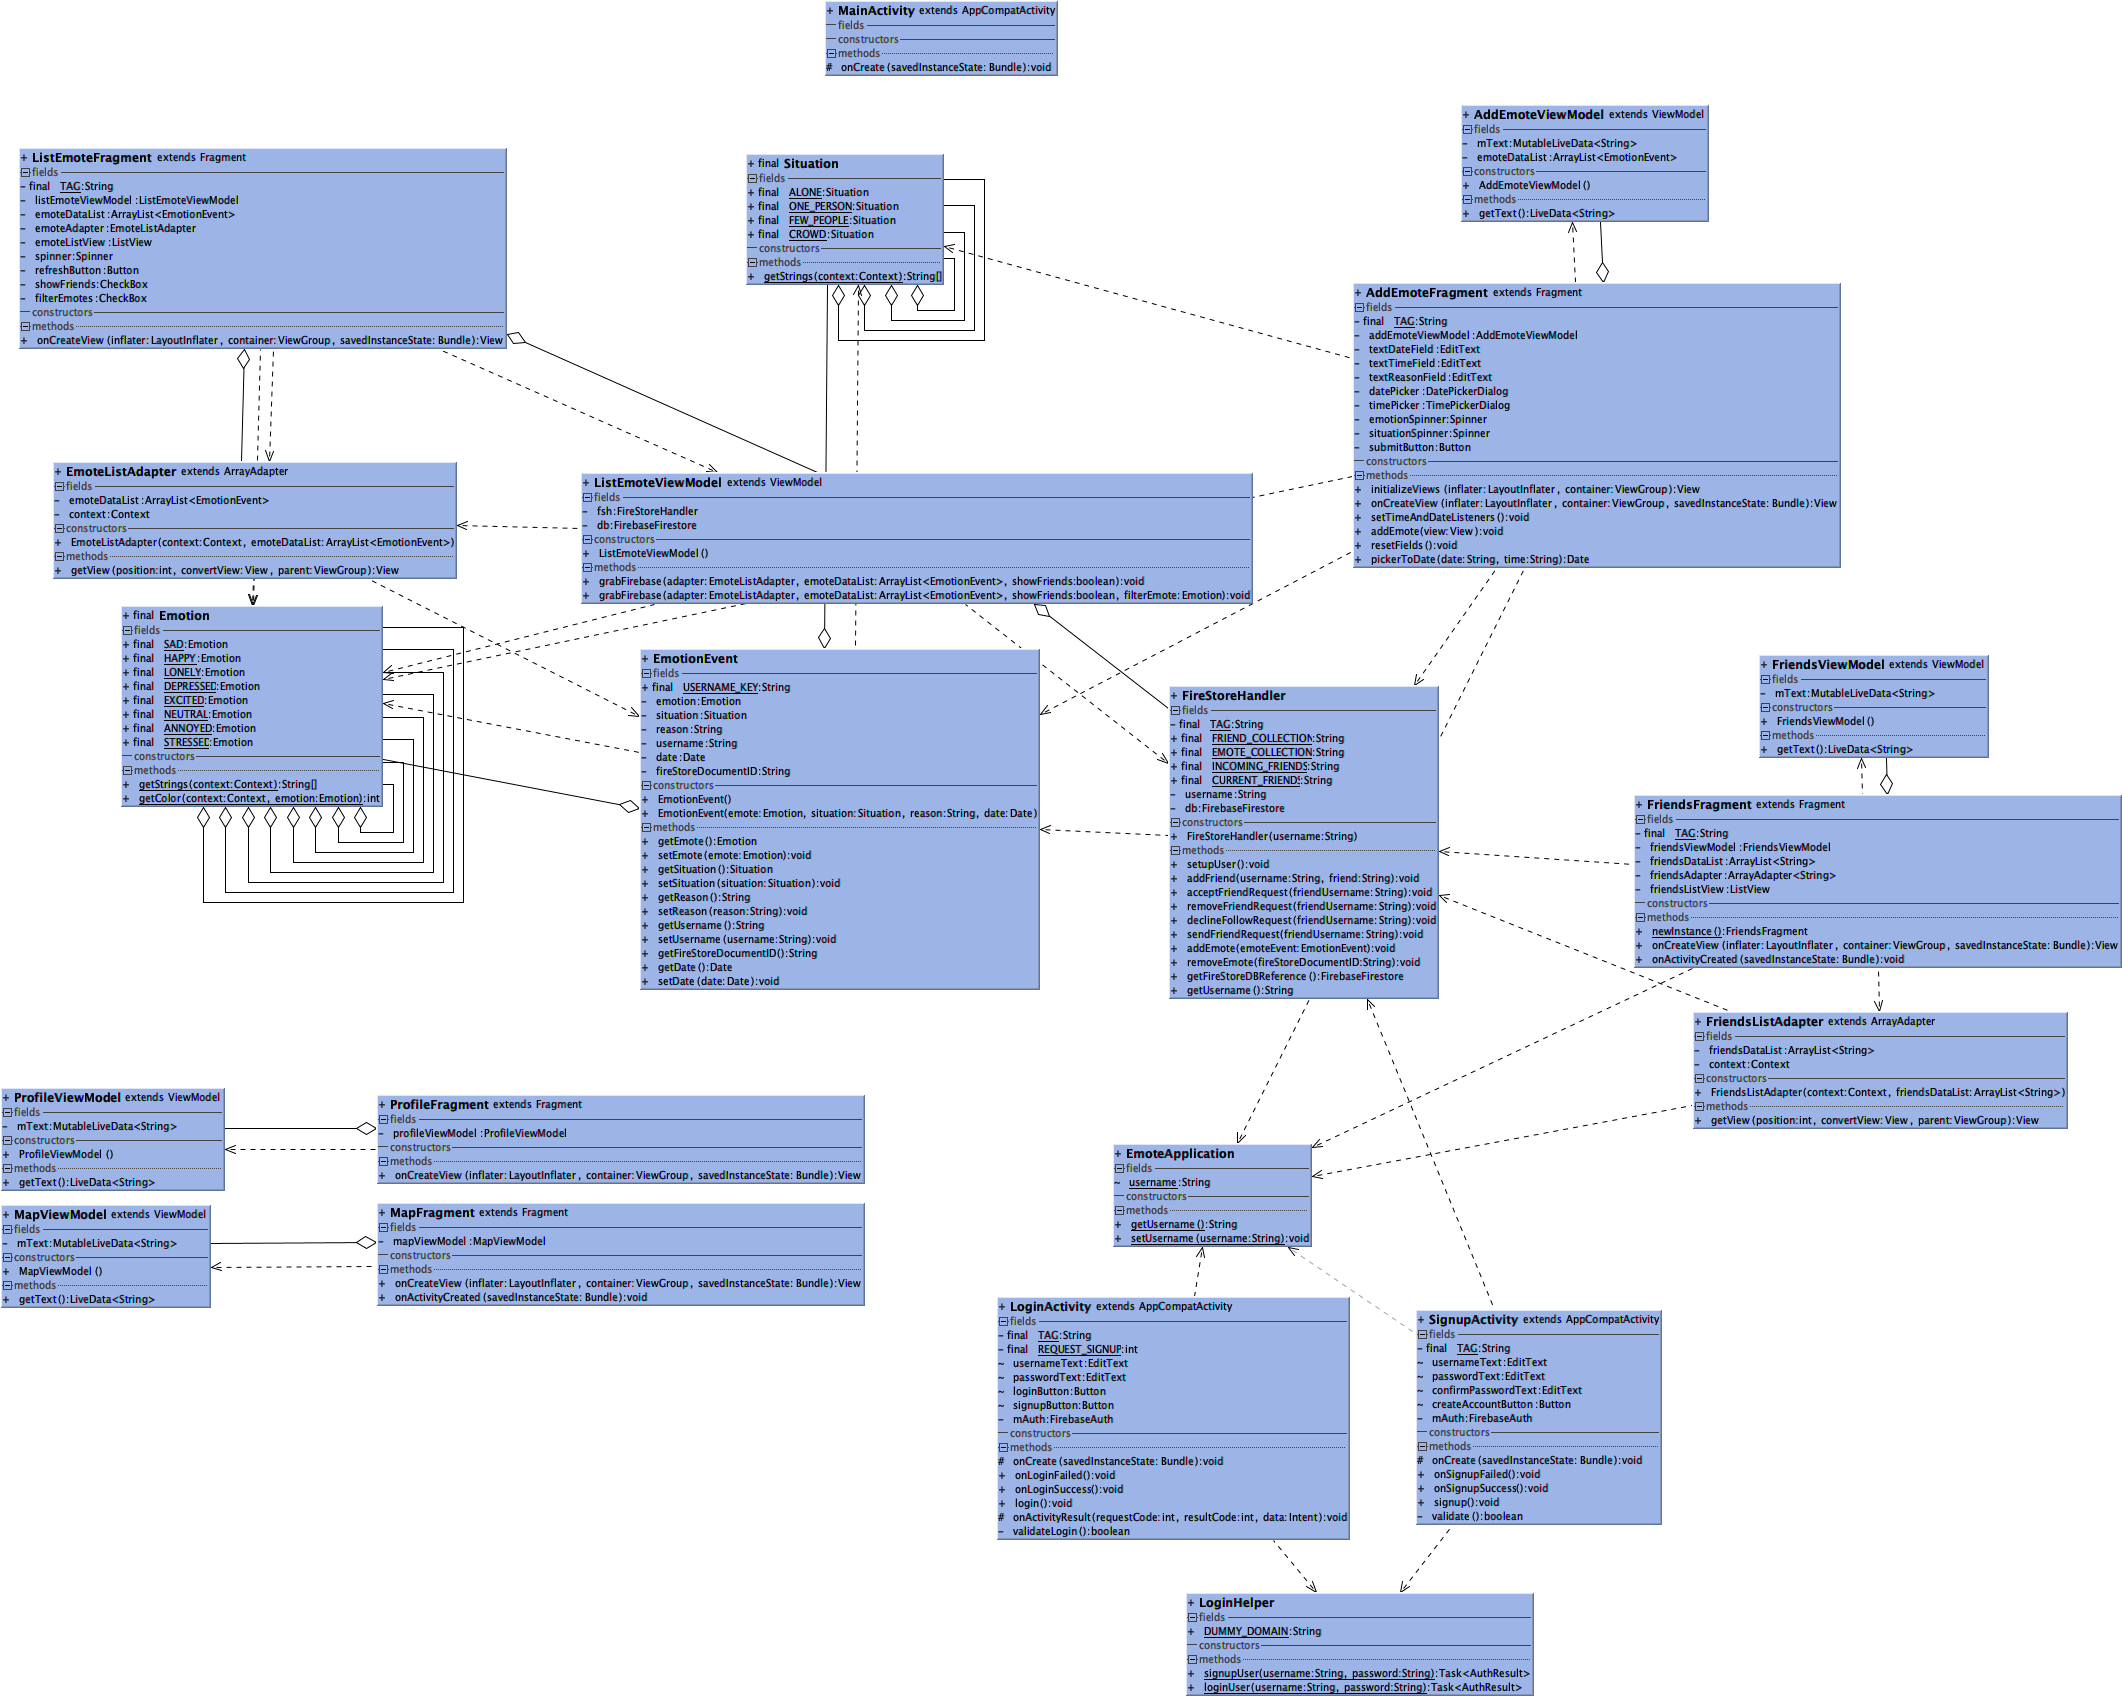 + MainActivity extends AppCompatActivity
fields
constructors
methods
# onCreate(savedInstanceState: Bundle):void
+ AddEmoteViewModel extends ViewModel
fields
- mText:MutableLiveData<String>
- emoteDataList:ArrayList<EmotionEvent>
constructors
+ AddEmoteViewModel()
methods
+ getText():LiveData<String>
+ ListEmoteFragment extends Fragment
fields
- final TAG:String
- listEmoteViewModel:ListEmoteViewModel
- emoteDataList:ArrayList<EmotionEvent>
- emoteAdapter:EmoteListAdapter
- emoteListView:ListView
- spinner:Spinner
- refreshButton:Button
- showFriends:CheckBox
- filterEmotes:CheckBox
constructors
methods
+ onCreateView(inflater:LayoutInflater, container:ViewGroup, savedInstanceState:Bundle):View
+ final Situation
fields
+ final ALONE:Situation
+ final ONE_PERSON:Situation
+ final FEW_PEOPLE:Situation
+ final CROWD:Situation
constructors
methods
+ getStrings(context:Context):String[]
+ AddEmoteFragment extends Fragment
fields
- final TAG:String
- addEmoteViewModel:AddEmoteViewModel
- textDateField:EditText
- textTimeField:EditText
- textReasonField:EditText
- datePicker:DatePickerDialog
- timePicker:TimePickerDialog
- emotionSpinner:Spinner
- situationSpinner:Spinner
- submitButton:Button
constructors
methods
+ initializeViews(inflater:LayoutInflater, container:ViewGroup):View
+ onCreateView(inflater:LayoutInflater, container:ViewGroup, savedInstanceState:Bundle):View
+ setTimeAndDateListeners():void
+ addEmote(view:View):void
+ resetFields():void
+ pickerToDate(date:String, time:String):Date
+ EmoteListAdapter extends ArrayAdapter
fields
- emoteDataList:ArrayList<EmotionEvent>
- context:Context
constructors
+ EmoteListAdapter(context:Context, emoteDataList:ArrayList<EmotionEvent>)
methods
+ getView(position:int, convertView:View, parent:ViewGroup):View
+ ListEmoteViewModel extends ViewModel
fields
- fsh:FireStoreHandler
- db:FirebaseFirestore
constructors
+ ListEmoteViewModel()
methods
+ grabFirebase(adapter:EmoteListAdapter, emoteDataList:ArrayList<EmotionEvent>, showFriends:boolean):void
+ grabFirebase(adapter:EmoteListAdapter, emoteDataList:ArrayList<EmotionEvent>, showFriends:boolean, filterEmote:Emotion):void
+ final Emotion
fields
+ final SAD:Emotion
+ final HAPPY:Emotion
+ final LONELY:Emotion
+ final DEPRESSED:Emotion
+ final EXCITED:Emotion
+ final NEUTRAL:Emotion
+ final ANNOYED:Emotion
+ final STRESSED:Emotion
constructors
methods
+ getStrings(context:Context):String[]
+ getColor(context:Context, emotion:Emotion):int
+ EmotionEvent
fields
+ final USERNAME_KEY:String
- emotion:Emotion
- situation:Situation
- reason:String
- username:String
- date:Date
- fireStoreDocumentID:String
constructors
+ EmotionEvent()
+ EmotionEvent(emote:Emotion, situation:Situation, reason:String, date:Date)
methods
+ getEmote():Emotion
+ setEmote(emote:Emotion):void
+ getSituation():Situation
+ setSituation(situation:Situation):void
+ getReason():String
+ setReason(reason:String):void
+ getUsername():String
+ setUsername(username:String):void
+ getFireStoreDocumentID():String
+ getDate():Date
+ setDate(date:Date):void
+ FireStoreHandler
fields
- final TAG:String
+ final FRIEND_COLLECTION:String
+ final EMOTE_COLLECTION:String
+ final INCOMING_FRIENDS:String
+ final CURRENT_FRIENDS:String
- username:String
- db:FirebaseFirestore
constructors
+ FireStoreHandler(username:String)
methods
+ setupUser():void
+ addFriend(username:String, friend:String):void
+ acceptFriendRequest(friendUsername:String):void
+ removeFriendRequest(friendUsername:String):void
+ declineFollowRequest(friendUsername:String):void
+ sendFriendRequest(friendUsername:String):void
+ addEmote(emoteEvent:EmotionEvent):void
+ removeEmote(fireStoreDocumentID:String):void
+ getFireStoreDBReference():FirebaseFirestore
+ getUsername():String
+ FriendsViewModel extends ViewModel
fields
- mText:MutableLiveData<String>
constructors
+ FriendsViewModel()
methods
+ getText():LiveData<String>
+ FriendsFragment extends Fragment
fields
- final TAG:String
- friendsViewModel:FriendsViewModel
- friendsDataList:ArrayList<String>
- friendsAdapter:ArrayAdapter<String>
- friendsListView:ListView
constructors
methods
+ newInstance():FriendsFragment
+ onCreateView(inflater:LayoutInflater, container:ViewGroup, savedInstanceState:Bundle):View
+ onActivityCreated(savedInstanceState:Bundle):void
+ FriendsListAdapter extends ArrayAdapter
fields
- friendsDataList:ArrayList<String>
- context:Context
constructors
+ FriendsListAdapter(context:Context, friendsDataList:ArrayList<String>)
methods
+ getView(position:int, convertView:View, parent:ViewGroup):View
+ ProfileViewModel extends ViewModel
fields
- mText:MutableLiveData<String>
constructors
+ ProfileViewModel()
methods
+ getText():LiveData<String>
+ ProfileFragment extends Fragment
fields
- profileViewModel:ProfileViewModel
constructors
methods
+ onCreateView(inflater:LayoutInflater, container:ViewGroup, savedInstanceState:Bundle):View
+ MapViewModel extends ViewModel
fields
- mText:MutableLiveData<String>
constructors
+ MapViewModel()
methods
+ getText():LiveData<String>
+ MapFragment extends Fragment
fields
- mapViewModel:MapViewModel
constructors
methods
+ onCreateView(inflater:LayoutInflater, container:ViewGroup, savedInstanceState:Bundle):View
+ onActivityCreated(savedInstanceState:Bundle):void
+ EmoteApplication
fields
~ username:String
constructors
methods
+ getUsername():String
+ setUsername(username:String):void
+ LoginActivity extends AppCompatActivity
fields
- final TAG:String
- final REQUEST_SIGNUP:int
~ usernameText:EditText
~ passwordText:EditText
~ loginButton:Button
~ signupButton:Button
- mAuth:FirebaseAuth
constructors
methods
# onCreate(savedInstanceState:Bundle):void
+ onLoginFailed():void
+ onLoginSuccess():void
+ login():void
# onActivityResult(requestCode:int, resultCode:int, data:Intent):void
- validateLogin():boolean
+ SignupActivity extends AppCompatActivity
fields
- final TAG:String
~ usernameText:EditText
~ passwordText:EditText
~ confirmPasswordText:EditText
~ createAccountButton:Button
- mAuth:FirebaseAuth
constructors
methods
# onCreate(savedInstanceState:Bundle):void
+ onSignupFailed():void
+ onSignupSuccess():void
+ signup():void
- validate():boolean
+ LoginHelper
fields
+ DUMMY_DOMAIN:String
constructors
methods
+ signupUser(username:String, password:String):Task<AuthResult>
+ loginUser(username:String, password:String):Task<AuthResult>